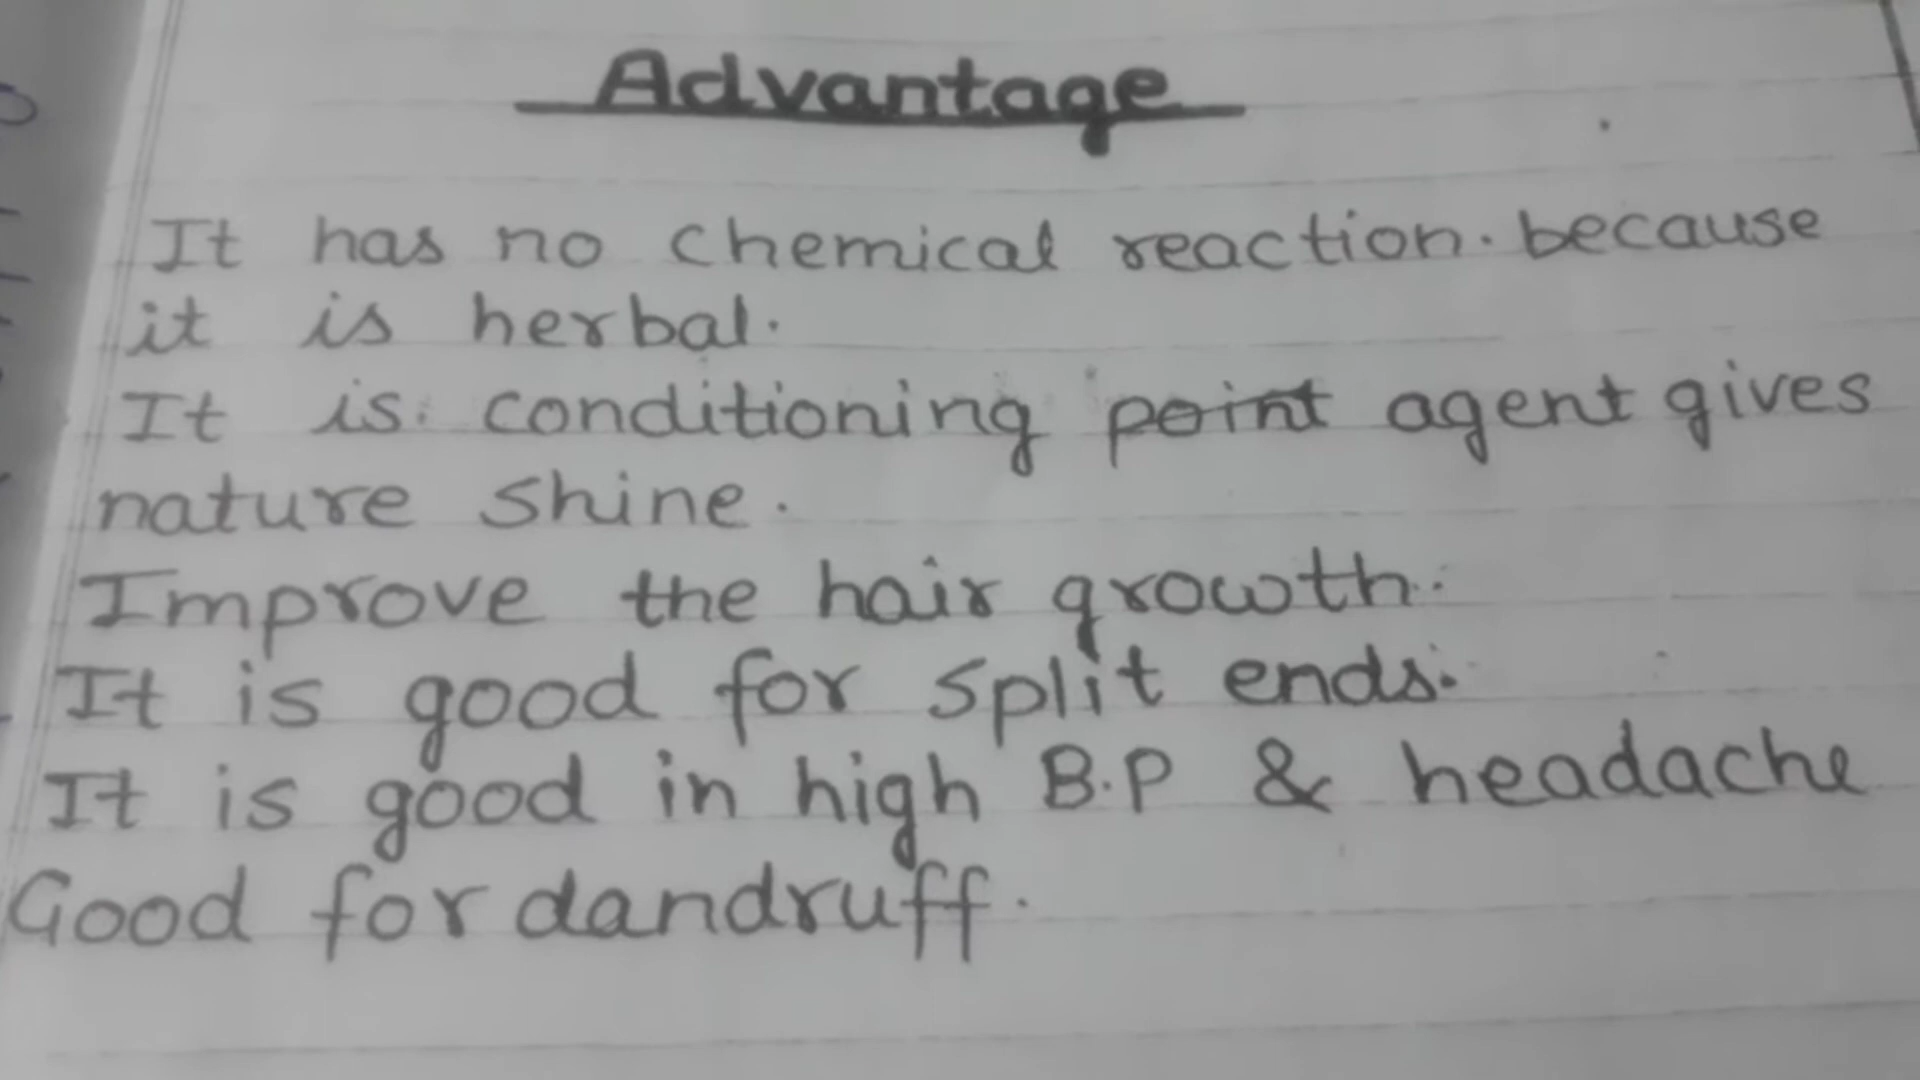 Advantage
It has no chemical reaction. because
it is herbal.
It is. conditioning point agent gives
nature shine.
Improve the hair growth.
It is good for split ends.
It is good in high B.P & headache
Good for dandruff.